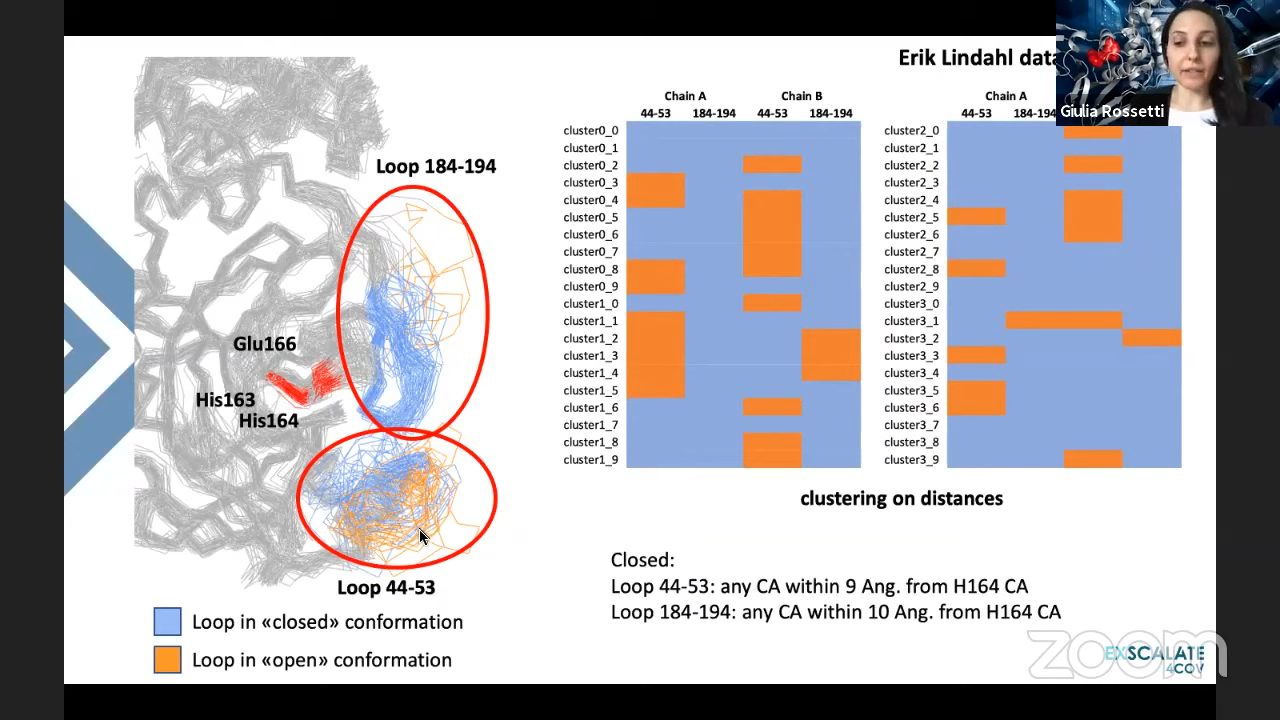 Erik Lindahl data
Giulia Rossetti
Loop 184-194
Glu166
His163
His164
Loop 44-53
Loop in «closed» conformation
Loop in «open» conformation
Chain A Chain B
44-53 184-194 44-53 184-194
cluster0_0
cluster0_1
cluster0_2
cluster0_3
cluster0_4
cluster0_5
cluster0_6
cluster0_7
cluster0_8
cluster0_9
cluster1_0
cluster1_1
cluster1_2
cluster1_3
cluster1_4
cluster1_5
cluster1_6
cluster1_7
cluster1_8
cluster1_9
Chain A
44-53 184-194
cluster2_0
cluster2_1
cluster2_2
cluster2_3
cluster2_4
cluster2_5
cluster2_6
cluster2_7
cluster2_8
cluster2_9
cluster3_0
cluster3_1
cluster3_2
cluster3_3
cluster3_4
cluster3_5
cluster3_6
cluster3_7
cluster3_8
cluster3_9
clustering on distances
Closed:
Loop 44-53: any CA within 9 Ang. from H164 CA
Loop 184-194: any CA within 10 Ang. from H164 CA
zoom
EXSCALATE
4COV